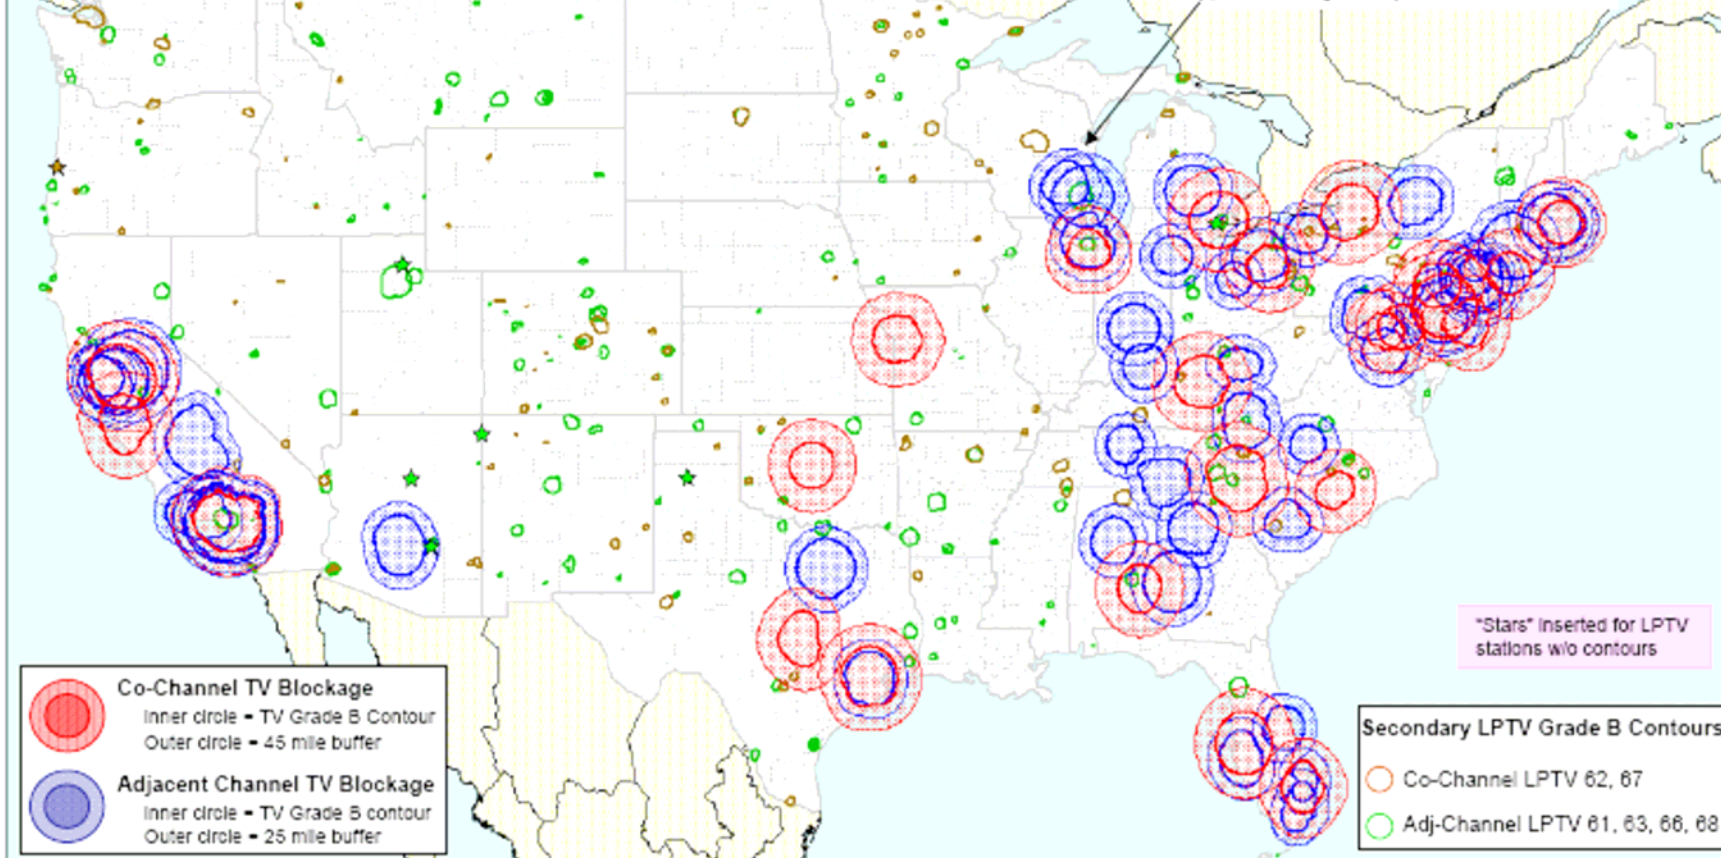 Co-Channel TV Blockage
Inner circle = TV Grade B Contour
Outer circle = 45 mile buffer
Adjacent Channel TV Blockage
Inner circle = TV Grade B contour
Outer circle = 25 mile buffer
"Stars" inserted for LPTV
stations w/o contours
Secondary LPTV Grade B Contours
Co-Channel LPTV 62, 67
Adj-Channel LPTV 61, 63, 66, 68